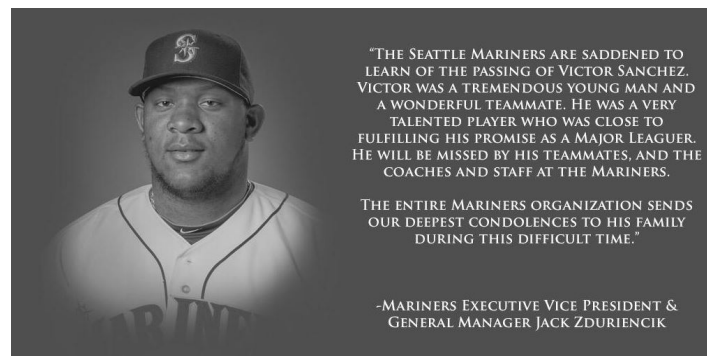 S
MARINE
“The Seattle Mariners are saddened to
learn of the passing of Victor Sanchez.
Victor was a tremendous young man and
a wonderful teammate. He was a very
talented player who was close to
fulfilling his promise as a Major Leaguer.
He will be missed by his teammates, and the
coaches and staff at the Mariners.
The entire Mariners organization sends
our deepest condolences to his family
during this difficult time.”
-Mariners Executive Vice President &
General Manager Jack Zduriencik